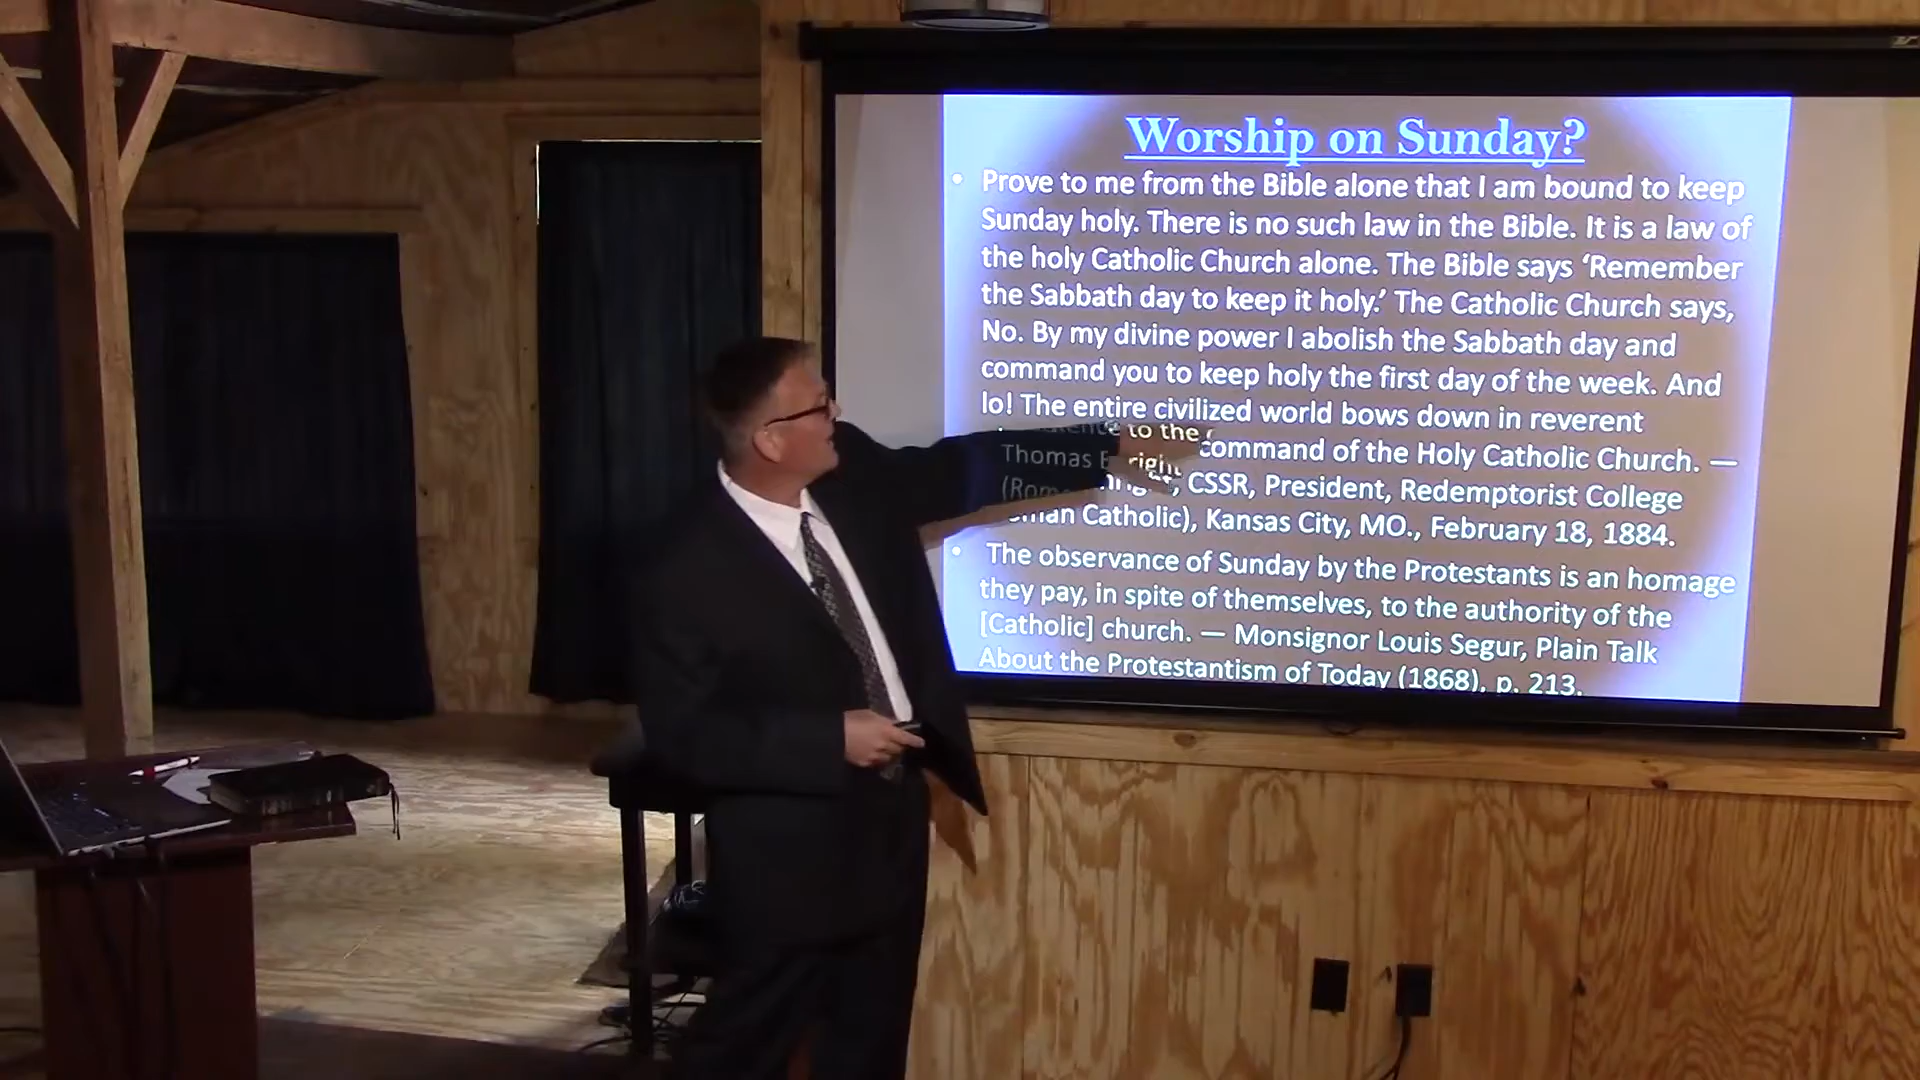 Worship on Sunday?
• Prove to me from the Bible alone that I am bound to keep
Sunday holy. There is no such law in the Bible. It is a law of
the holy Catholic Church alone. The Bible says ‘Remember
the Sabbath day to keep it holy.’ The Catholic Church says,
No. By my divine power I abolish the Sabbath day and
command you to keep holy the first day of the week. And
lo! The entire civilized world bows down in reverent
to the command of the Holy Catholic Church. —
Thomas Enright, CSSR, President, Redemptorist College
(Roman Catholic), Kansas City, MO., February 18, 1884.
• The observance of Sunday by the Protestants is an homage
they pay, in spite of themselves, to the authority of the
[Catholic] church. — Monsignor Louis Segur, Plain Talk
About the Protestantism of Today (1868), p. 213.